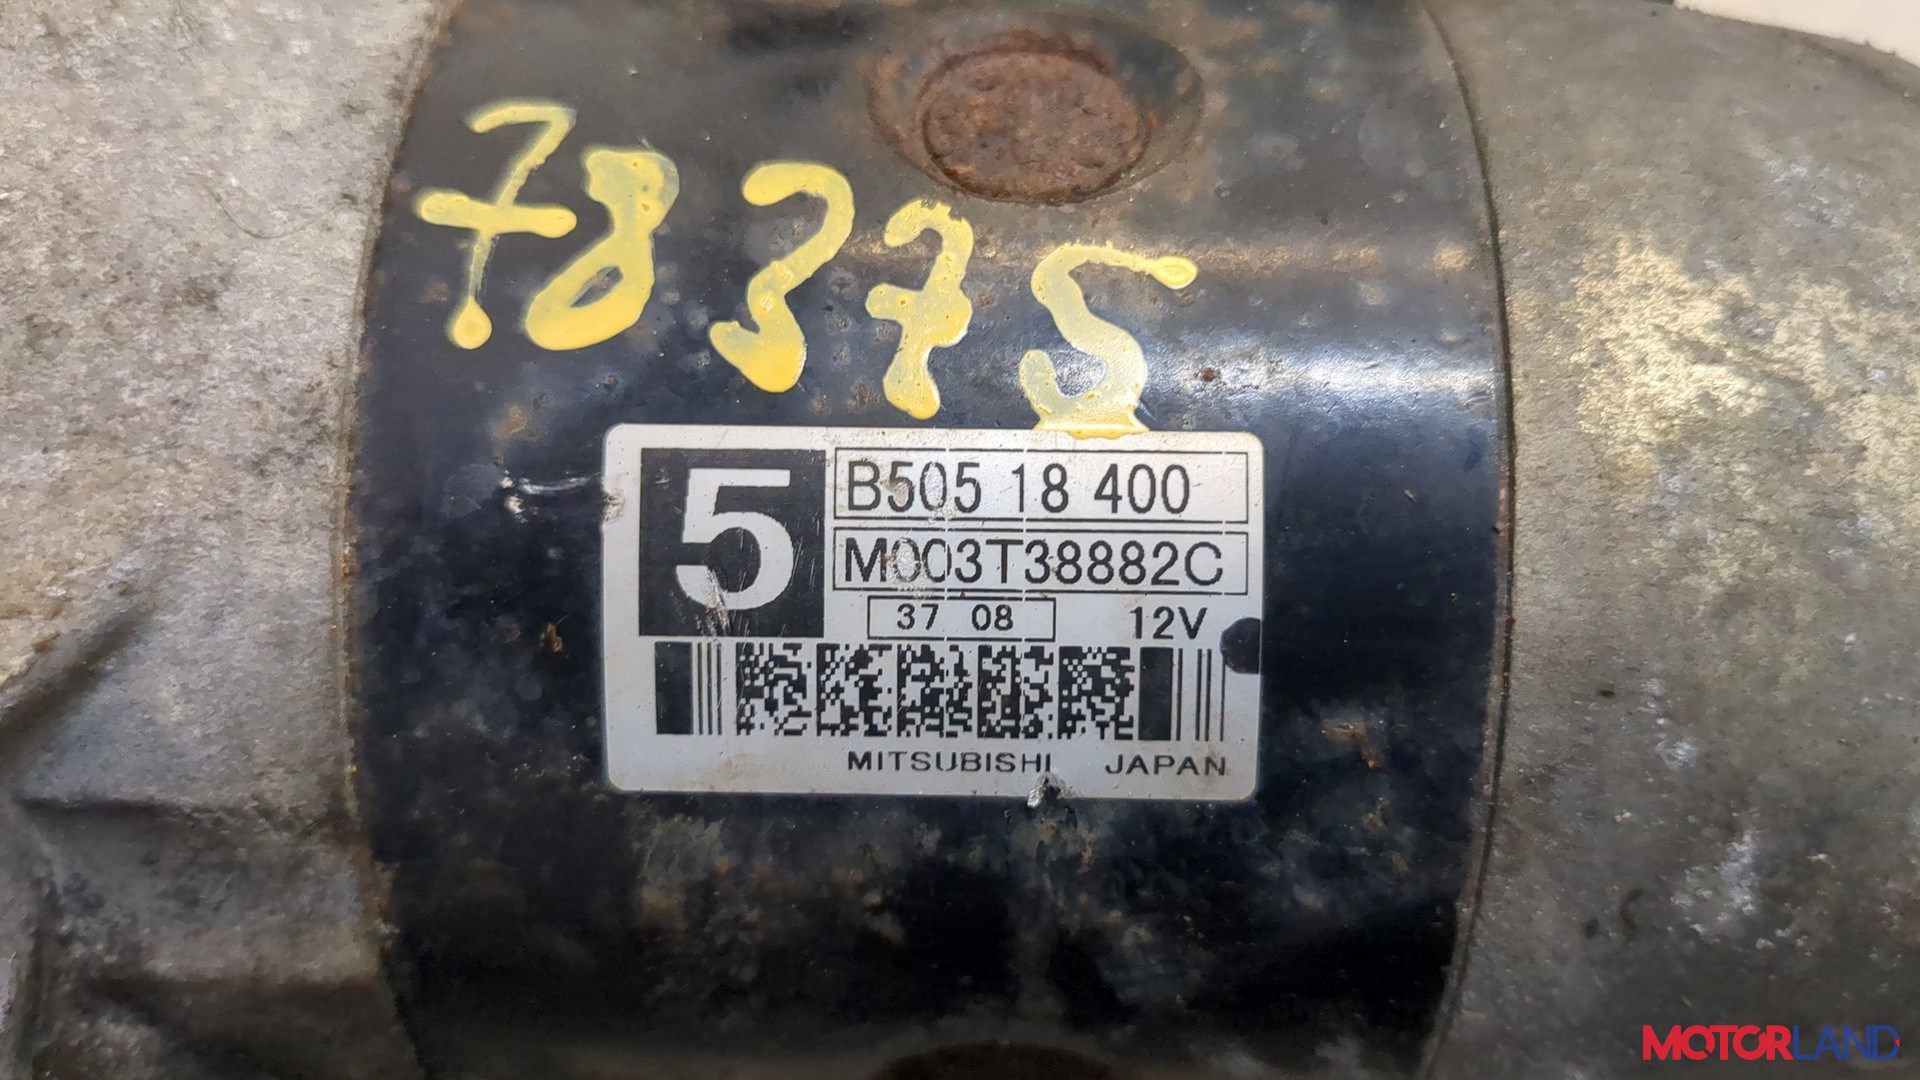 78375
5
B505 18 400
M003T38882C
37 08 12V
MITSUBISHI JAPAN
MOTORLAND